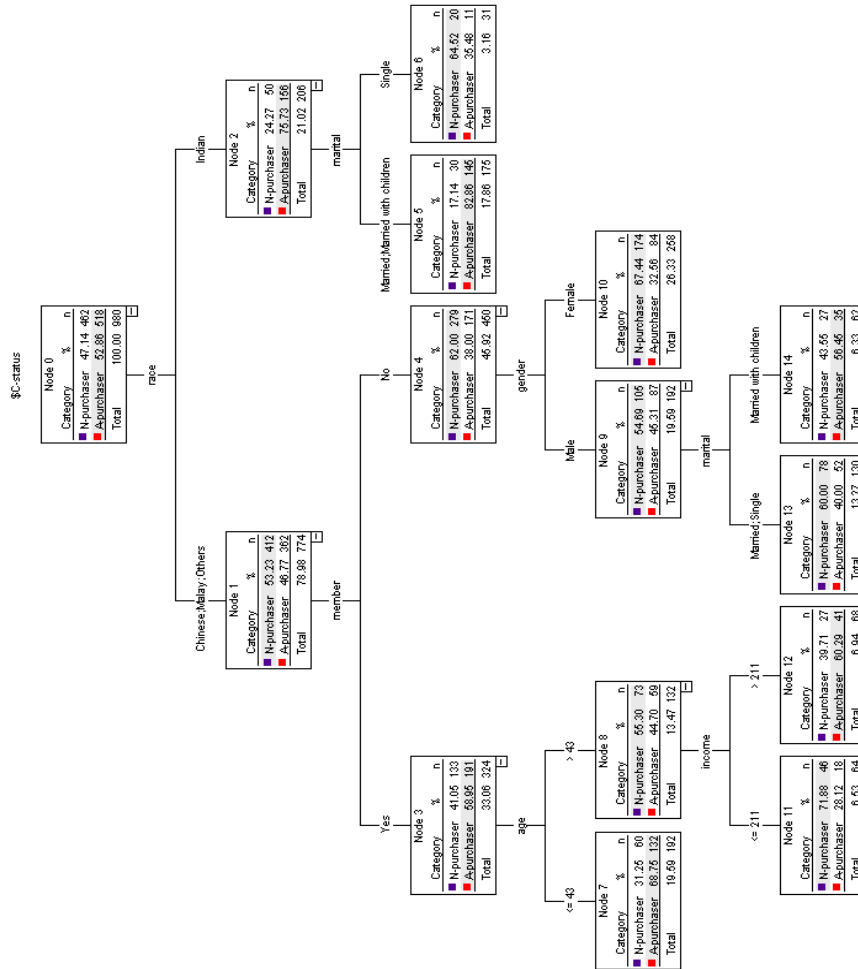 $C-status
Node 0
Category % n
N-purchaser 47.14 462
A-purchaser 52.86 518
Total 100.00 980
race
Chinese;Malay;Others
Node 1
Category % n
N-purchaser 53.23 412
A-purchaser 46.77 362
Total 78.98 774
member
Indian
Node 2
Category % n
N-purchaser 24.27 50
A-purchaser 75.73 156
Total 21.02 206
marital
Yes
Node 3
Category % n
N-purchaser 41.05 133
A-purchaser 58.95 191
Total 33.06 324
age
No
Node 4
Category % n
N-purchaser 62.00 279
A-purchaser 38.00 171
Total 45.92 450
gender
Married;Married with children
Node 5
Category % n
N-purchaser 17.14 30
A-purchaser 82.86 145
Total 17.86 175
Single
Node 6
Category % n
N-purchaser 64.52 20
A-purchaser 35.48 11
Total 3.16 31
<= 43
Node 7
Category % n
N-purchaser 31.25 60
A-purchaser 68.75 132
Total 19.59 192
> 43
Node 8
Category % n
N-purchaser 55.30 73
A-purchaser 44.70 59
Total 13.47 132
income
Male
Node 9
Category % n
N-purchaser 54.69 105
A-purchaser 45.31 87
Total 19.59 192
marital
Female
Node 10
Category % n
N-purchaser 67.44 174
A-purchaser 32.56 84
Total 26.33 258
<= 211
Node 11
Category % n
N-purchaser 71.88 46
A-purchaser 28.12 18
Total 6.53 64
> 211
Node 12
Category % n
N-purchaser 39.71 27
A-purchaser 60.29 41
Total 6.94 68
Married;Single
Node 13
Category % n
N-purchaser 60.00 78
A-purchaser 40.00 52
Total 13.27 130
Married with children
Node 14
Category % n
N-purchaser 43.55 27
A-purchaser 56.45 35
Total 6.33 62